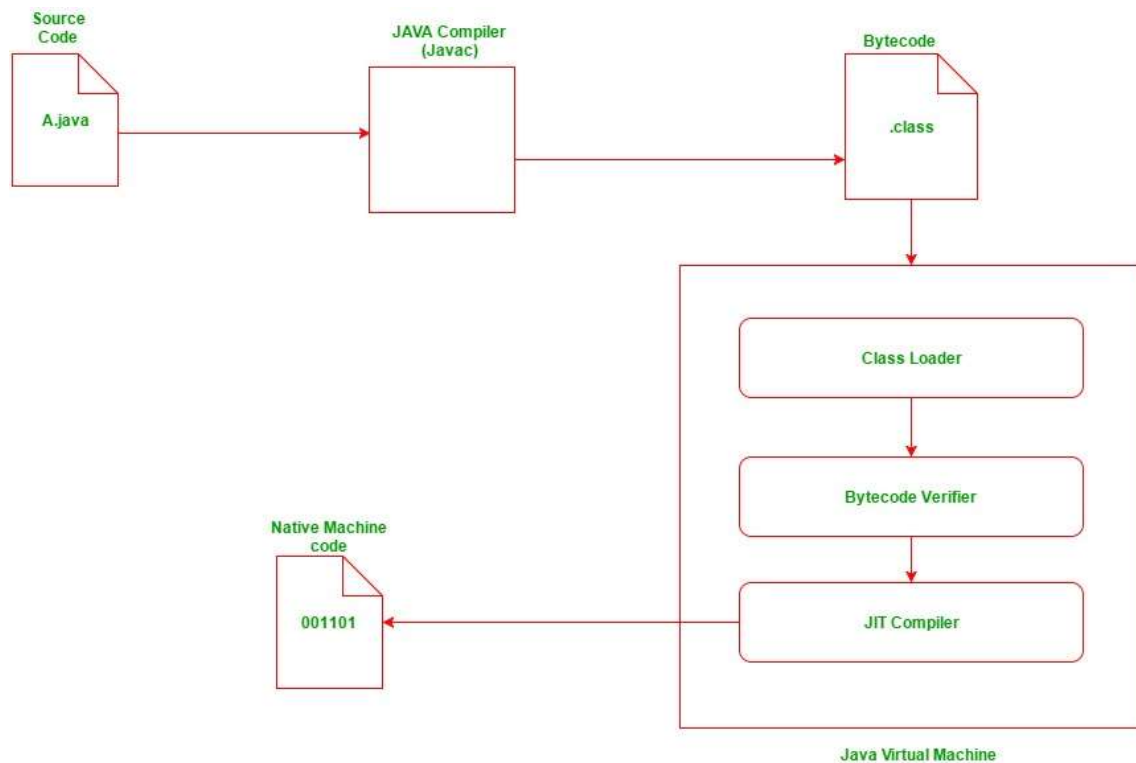 Source
Code
A.java
JAVA Compiler
(Javac)
Bytecode
.class
Class Loader
Bytecode Verifier
JIT Compiler
Native Machine
code
001101
Java Virtual Machine